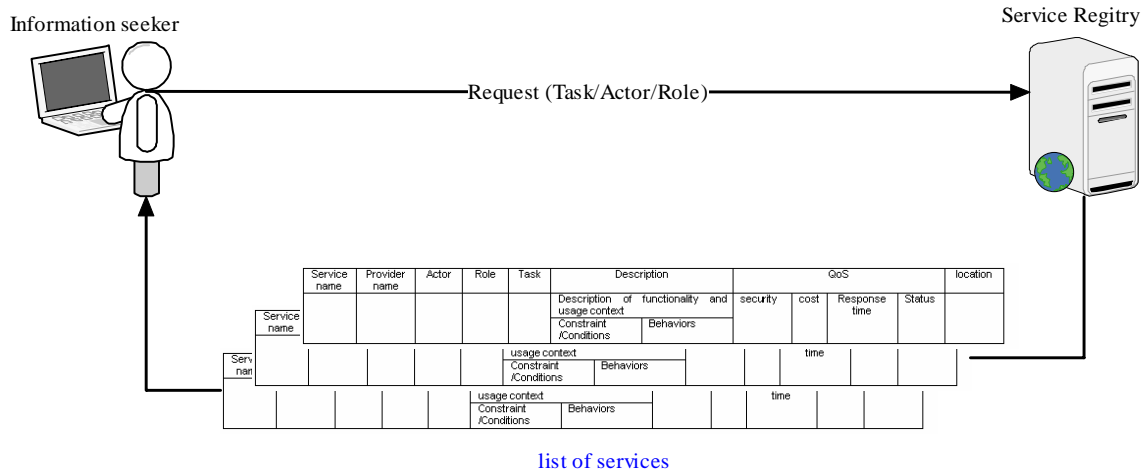 Information seeker
Service Regitry
Request (Task/Actor/Role)
Service name
Provider name
Actor
Role
Task
Description
QoS
location
Description of functionality and usage context
security
cost
Response time
Status
Constraint /Conditions
Behaviors
Service name
usage context
time
Constraint /Conditions
Behaviors
Serv
nam
usage context
time
Constraint /Conditions
Behaviors
list of services